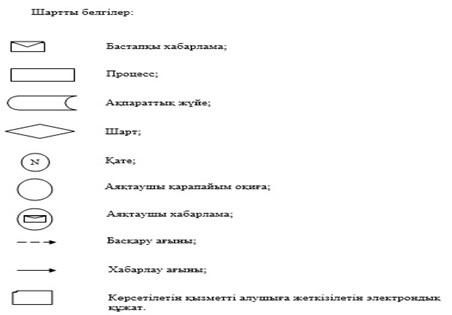 Шартты белгілер:
Бастапқы хабарлама;
Процесс;
Ақпараттық жүйе;
Шарт;
N
Қате;
Аяқтаушы қарапайым оқиға;
Аяқтаушы хабарлама;
Басқару ағыны;
Хабарлау ағыны;
Көрсетілетін қызметті алушыға жеткізілетін электрондық
құжат.